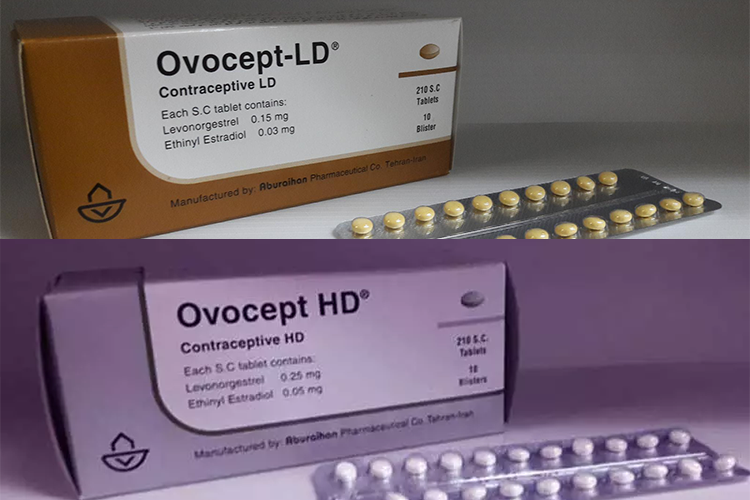 Ovocept-LD®
Contraceptive LD
Each S.C tablet contains:
Levonorgestrel 0.15 mg
Ethinyl Estradiol 0.03 mg
210 S.C
Tablets
10
Blister
Manufactured by: Aburaihan Pharmaceutical Co. Tehran-Iran
Ovocept HD®
Contraceptive HD
Each S.C tablet contains:
Levonorgestrel 0.25 mg
Ethinyl Estradiol 0.05 mg
210 S.C.
Tablets
10
Blisters
Manufactured by: Aburaihan Pharmaceutical Co. Tehran-Iran